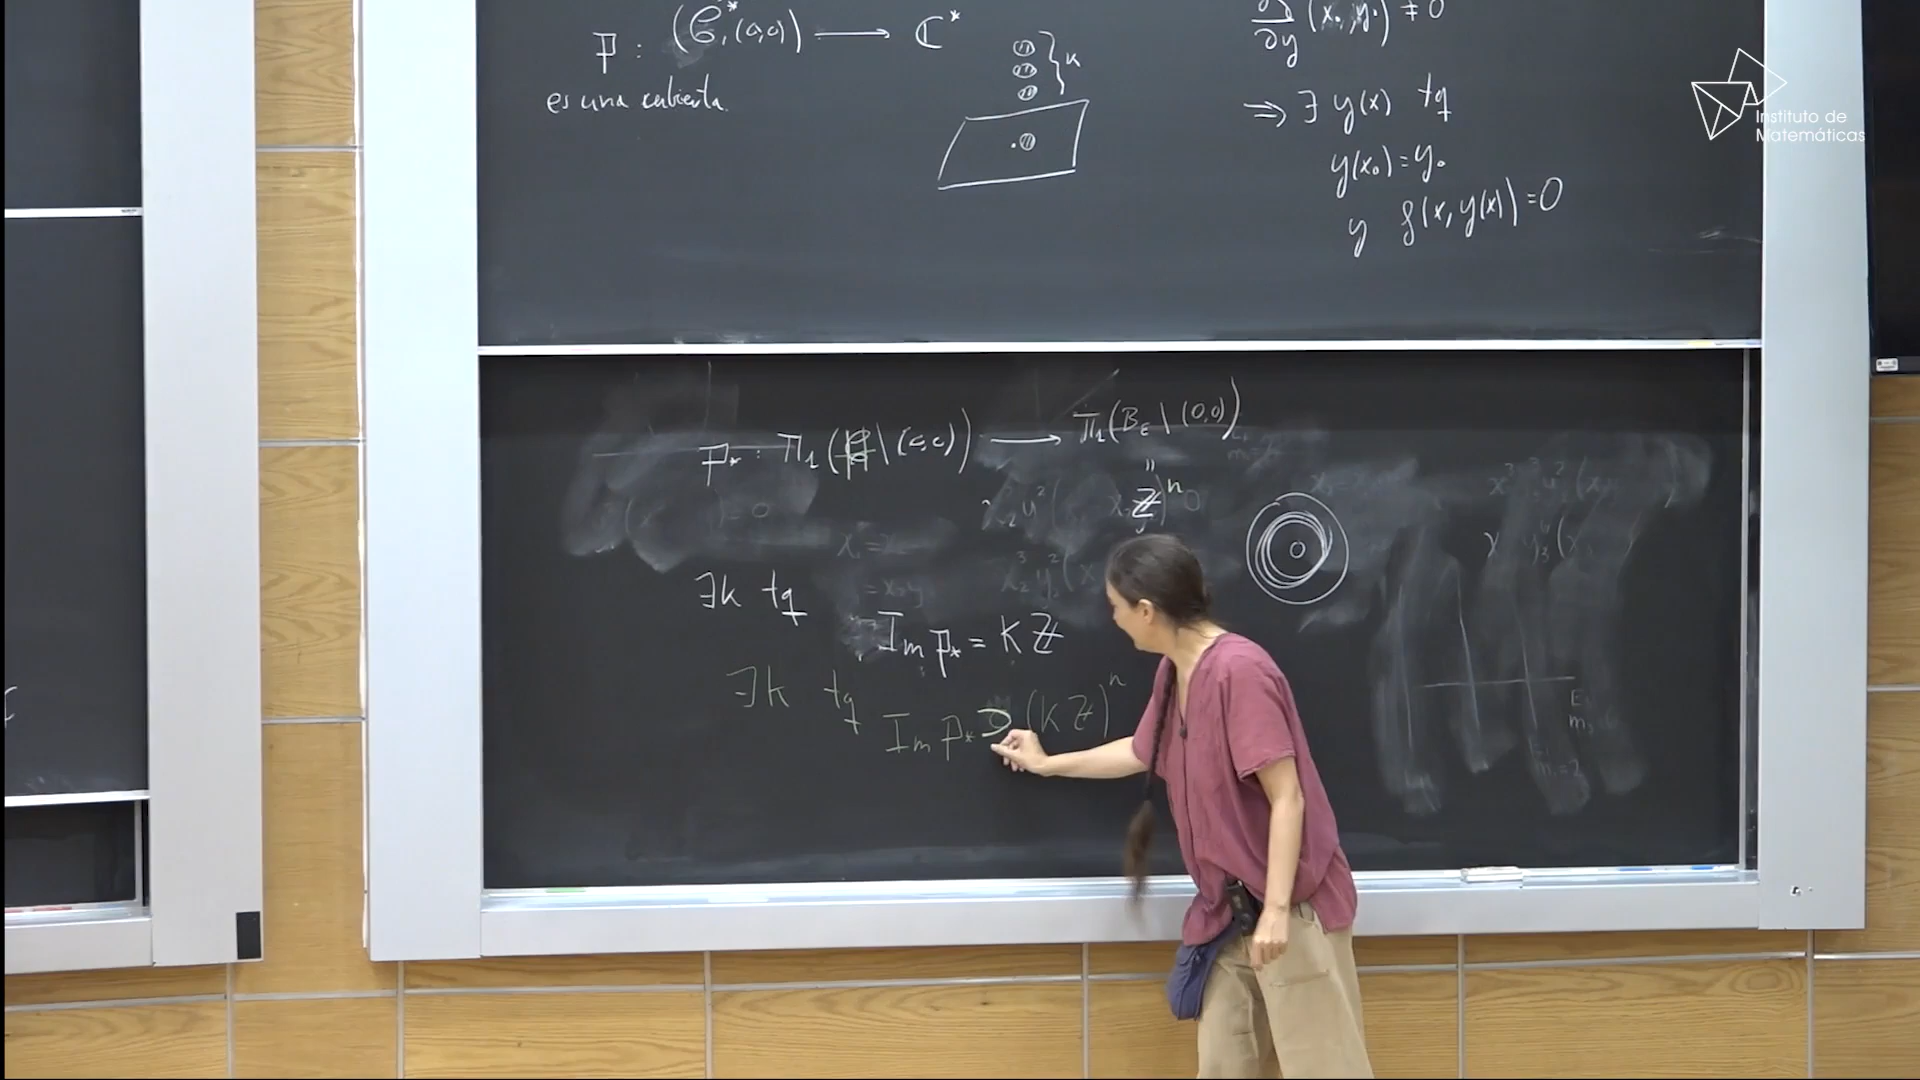 p : (C*, (0,0)) ⟶ ℂ*
es una cubierta.
k
∂f/∂y (x₀, y₀) ≠ 0
⟹ ∃ y(x) tq
y(x₀) = y₀
y f(x, y(x)) = 0
Instituto de
Matemáticas
p* : Π₁(C \ (0,0)) ⟶ Π₁(B_ε \ (0,0))
"
ℤⁿ
∃k tq
Im p* = kℤ
∃k tq
Im p* ⊃ (kℤ)ⁿ